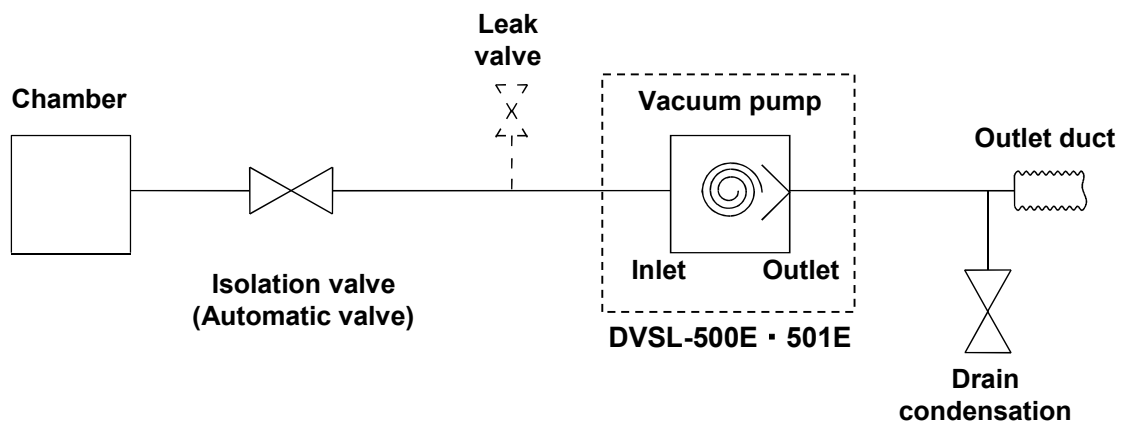 Leak
valve
Chamber
Vacuum pump
Outlet duct
Inlet
Outlet
Isolation valve
(Automatic valve)
DVSL-500E・501E
Drain
condensation